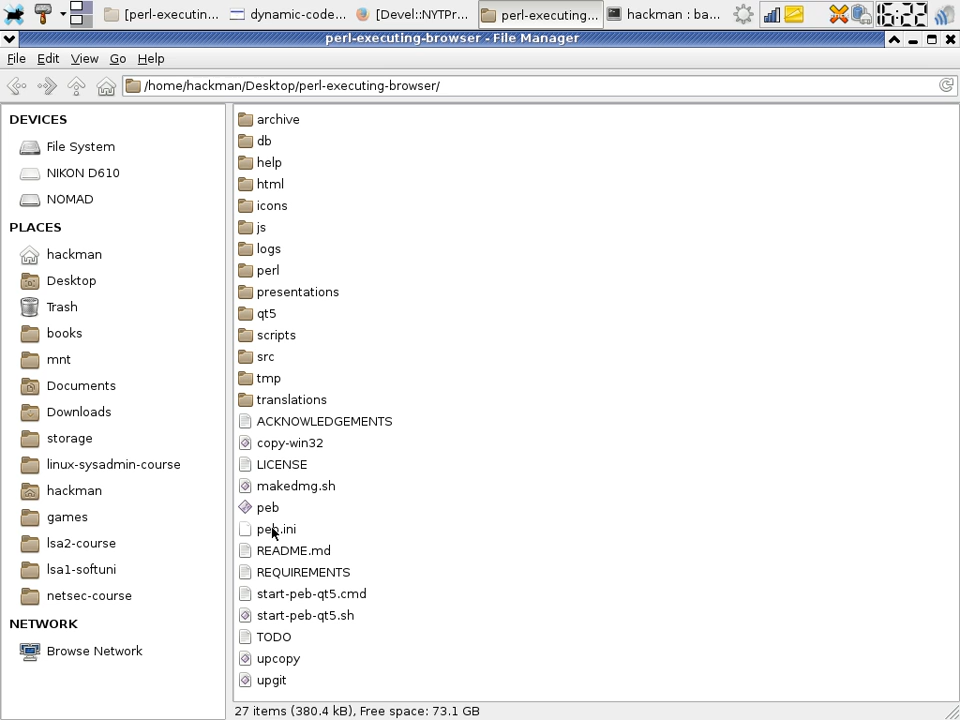 [perl-executin...
dynamic-code...
[Devel::NYTPr...
perl-executing...
hackman : ba...
16:22
perl-executing-browser - File Manager
File Edit View Go Help
/home/hackman/Desktop/perl-executing-browser/
DEVICES
File System
NIKON D610
NOMAD
PLACES
hackman
Desktop
Trash
books
mnt
Documents
Downloads
storage
linux-sysadmin-course
hackman
games
lsa2-course
lsa1-softuni
netsec-course
NETWORK
Browse Network
archive
db
help
html
icons
js
logs
perl
presentations
qt5
scripts
src
tmp
translations
ACKNOWLEDGEMENTS
copy-win32
LICENSE
makedmg.sh
peb
peb.ini
README.md
REQUIREMENTS
start-peb-qt5.cmd
start-peb-qt5.sh
TODO
upcopy
upgit
27 items (380.4 kB), Free space: 73.1 GB